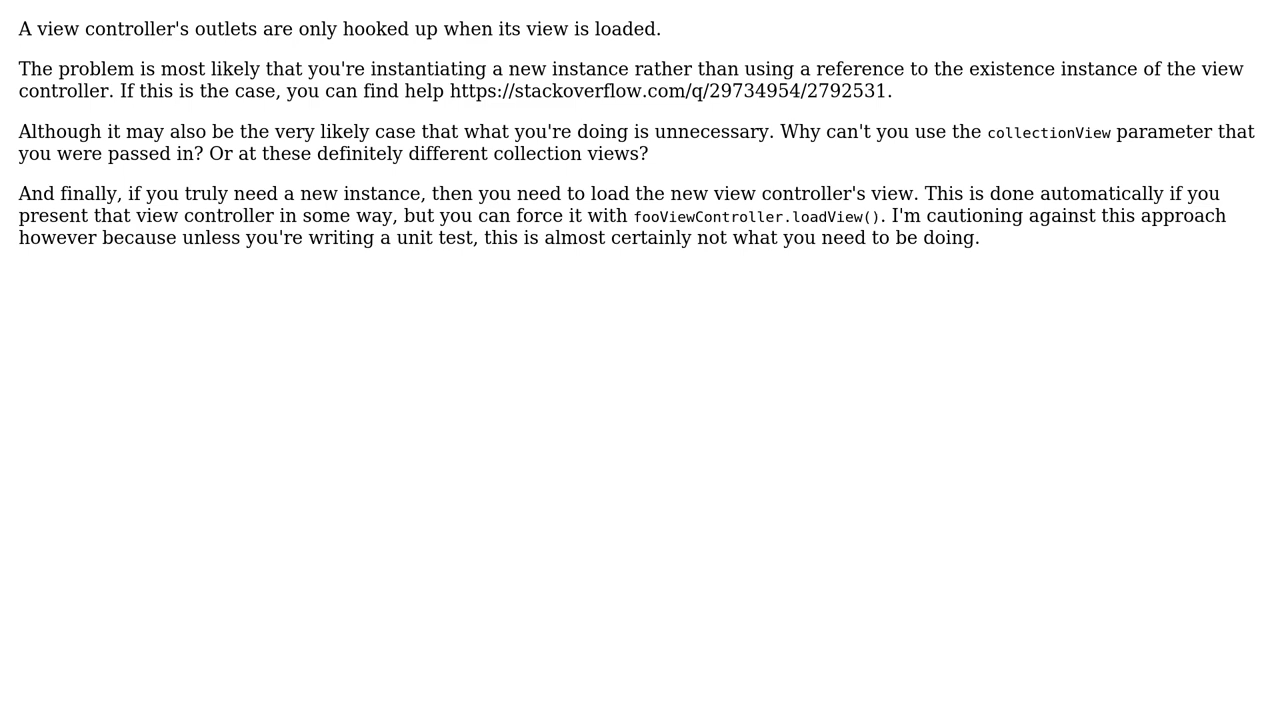 A view controller's outlets are only hooked up when its view is loaded.
The problem is most likely that you're instantiating a new instance rather than using a reference to the existence instance of the view
controller. If this is the case, you can find help https://stackoverflow.com/q/29734954/2792531.
Although it may also be the very likely case that what you're doing is unnecessary. Why can't you use the collectionView parameter that
you were passed in? Or at these definitely different collection views?
And finally, if you truly need a new instance, then you need to load the new view controller's view. This is done automatically if you
present that view controller in some way, but you can force it with fooViewController.loadView(). I'm cautioning against this approach
however because unless you're writing a unit test, this is almost certainly not what you need to be doing.